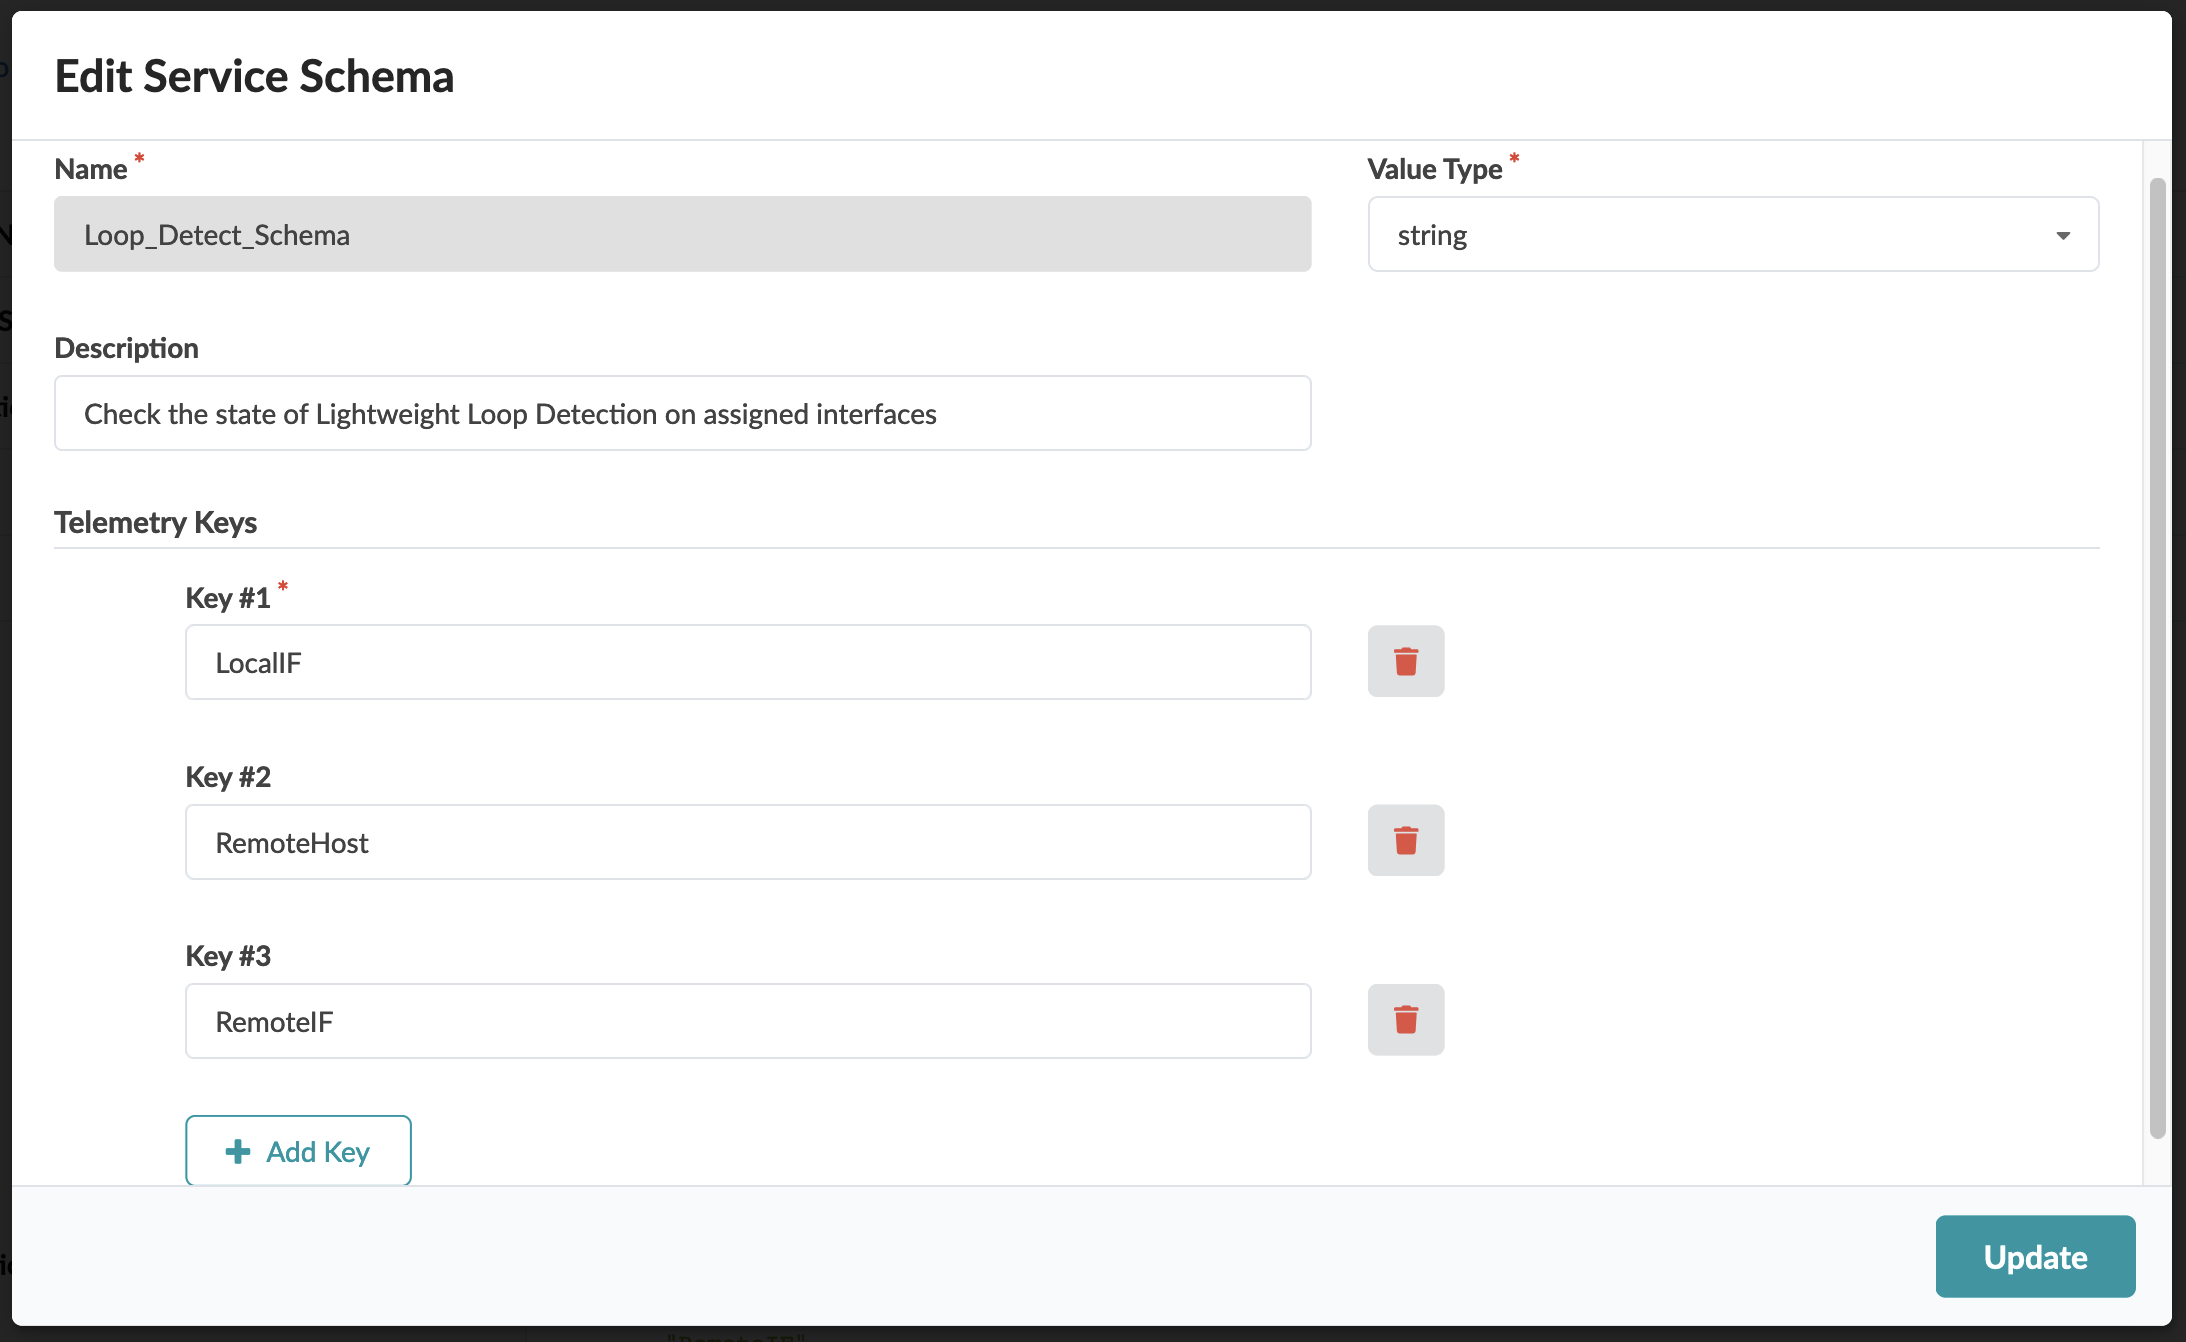 Edit Service Schema
Name *
Value Type *
Loop_Detect_Schema
string
Description
Check the state of Lightweight Loop Detection on assigned interfaces
Telemetry Keys
Key #1 *
LocalIF
Key #2
RemoteHost
Key #3
RemoteIF
Add Key
Update